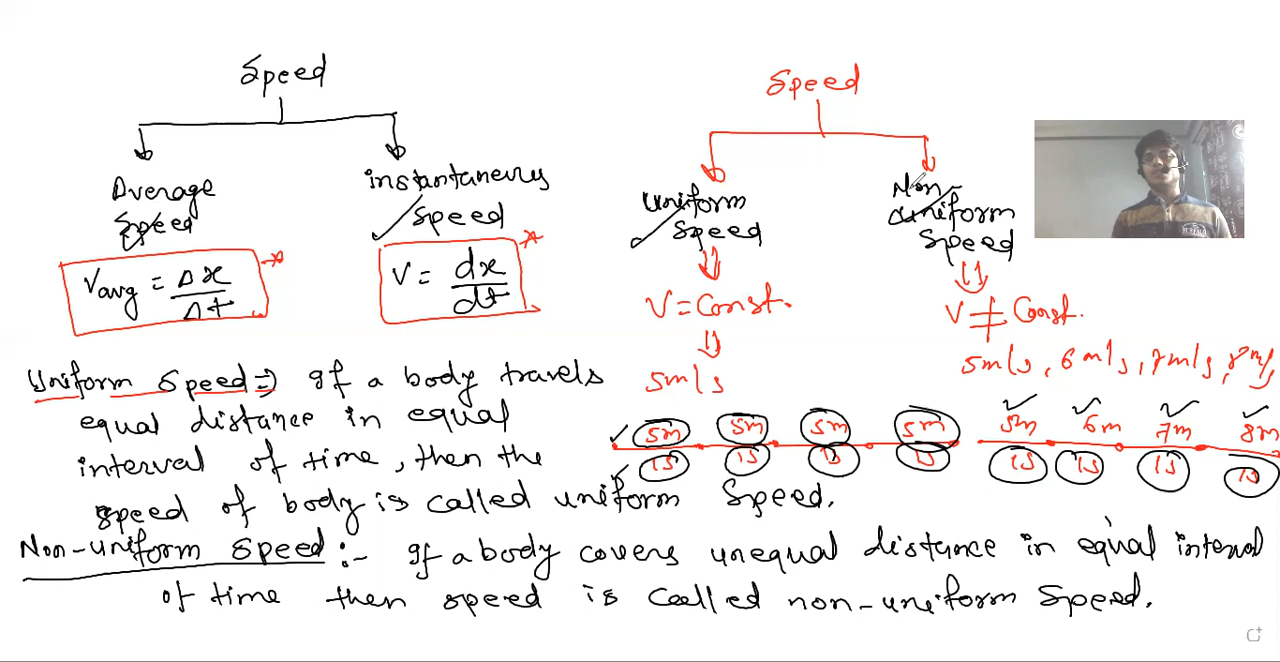 Speed
Average
Speed
instantaneous
Speed
Vavg = Δx/Δt
V = dx/dt
Speed
Uniform
Speed
Non-
uniform
Speed
V = Const.
5m/s
V ≠ Const.
5m/s, 6m/s, 7m/s, 8m/s
5m 5m 5m 5m 5m 6m 7m 8m
1s 1s 1s 1s 1s 1s 1s 1s
Uniform Speed ⇒ If a body travels
equal distance in equal
interval of time, then the
speed of body is called uniform Speed.
Non-uniform Speed :- If a body covers unequal distance in equal interval
of time then speed is called non-uniform Speed.